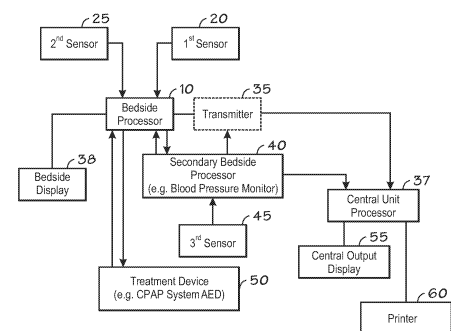 25
20
2nd Sensor
1st Sensor
10
35
Bedside
Processor
Transmitter
40
38
Bedside
Display
Secondary Bedside
Processor
(e.g. Blood Pressure Monitor)
37
Central Unit
Processor
45
3rd Sensor
55
Central Output
Display
50
Treatment Device
(e.g. CPAP System AED)
60
Printer